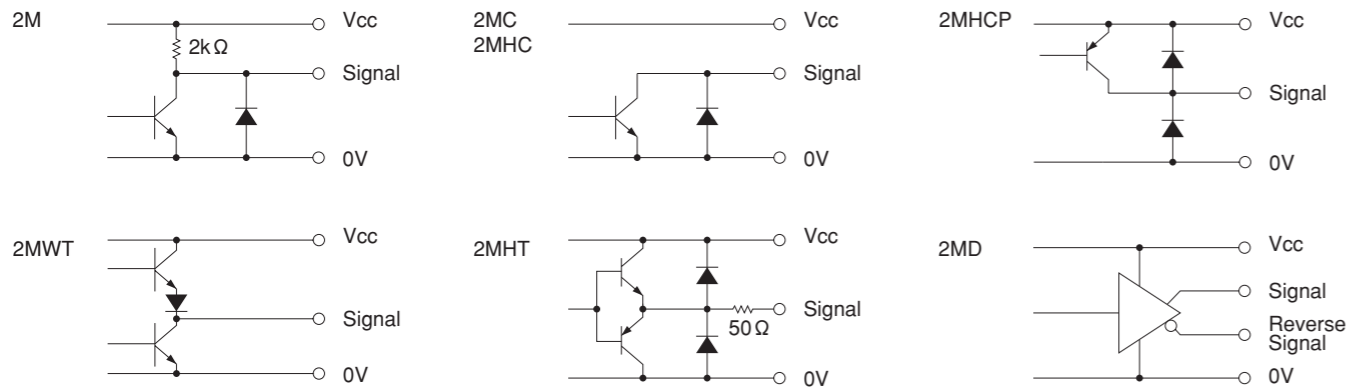 2M
Vcc
2kΩ
Signal
0V
2MC
2MHC
Vcc
Signal
0V
2MHCP
Vcc
Signal
0V
2MWT
Vcc
Signal
0V
2MHT
Vcc
Signal
50Ω
0V
2MD
Vcc
Signal
Reverse
Signal
0V